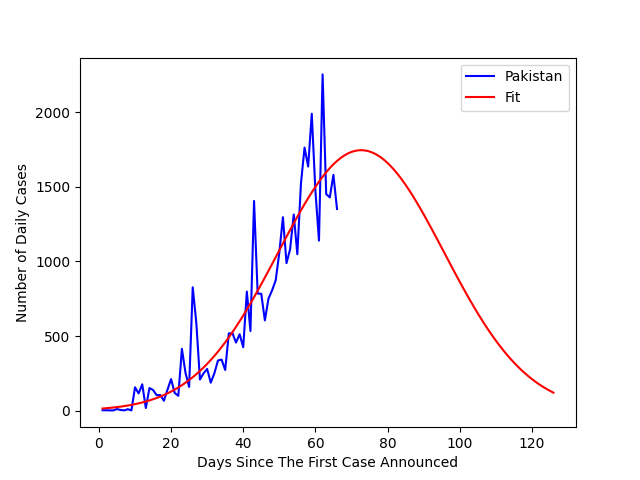 Pakistan
Fit
2000
1500
1000
500
0
0 20 40 60 80 100 120
Number of Daily Cases
Days Since The First Case Announced